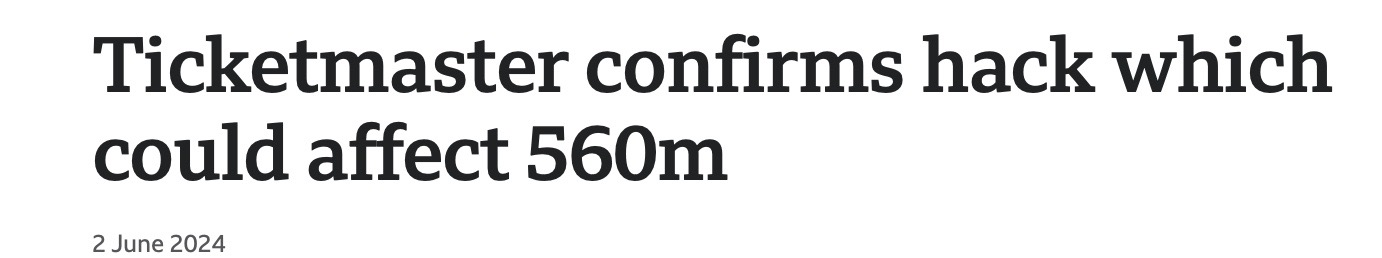 Ticketmaster confirms hack which
could affect 560m
2 June 2024